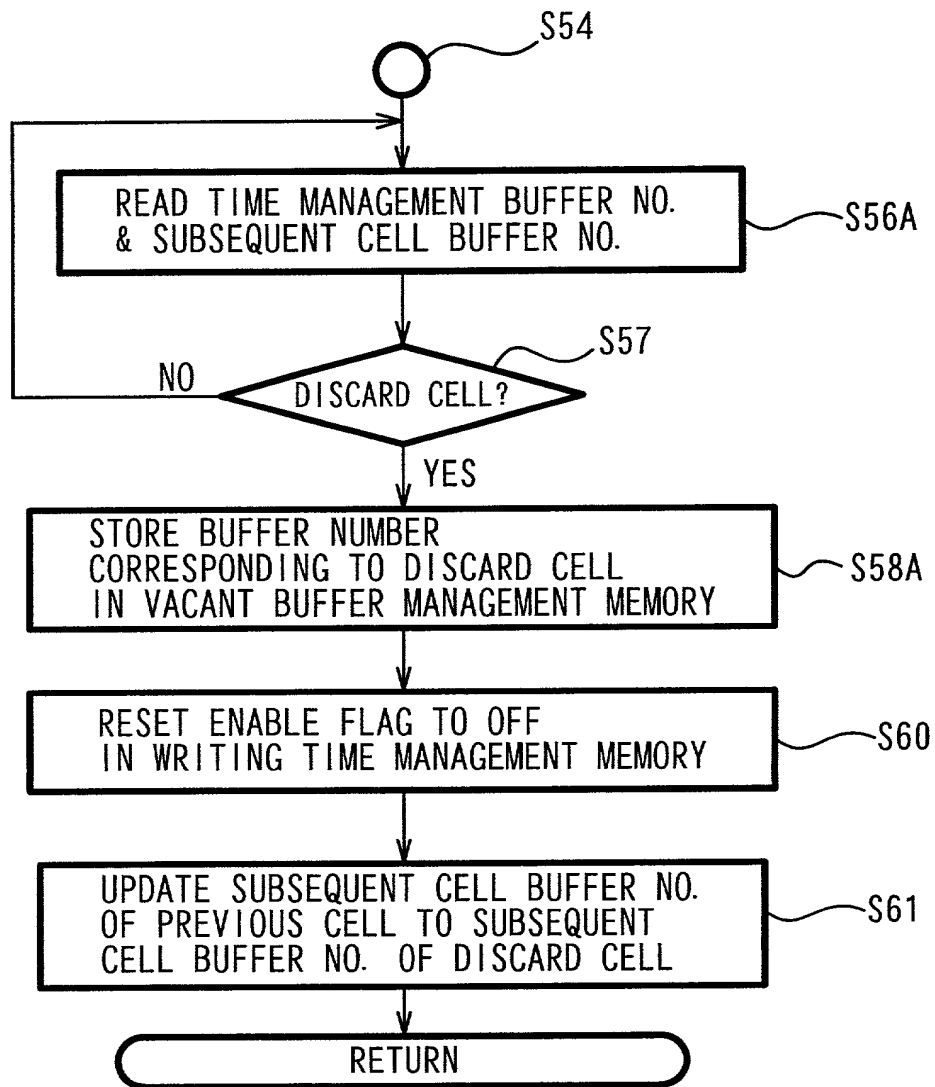 S54
READ TIME MANAGEMENT BUFFER NO.
& SUBSEQUENT CELL BUFFER NO.
S56A
S57
NO
DISCARD CELL?
YES
STORE BUFFER NUMBER
CORRESPONDING TO DISCARD CELL
IN VACANT BUFFER MANAGEMENT MEMORY
S58A
RESET ENABLE FLAG TO OFF
IN WRITING TIME MANAGEMENT MEMORY
S60
UPDATE SUBSEQUENT CELL BUFFER NO.
OF PREVIOUS CELL TO SUBSEQUENT
CELL BUFFER NO. OF DISCARD CELL
S61
RETURN